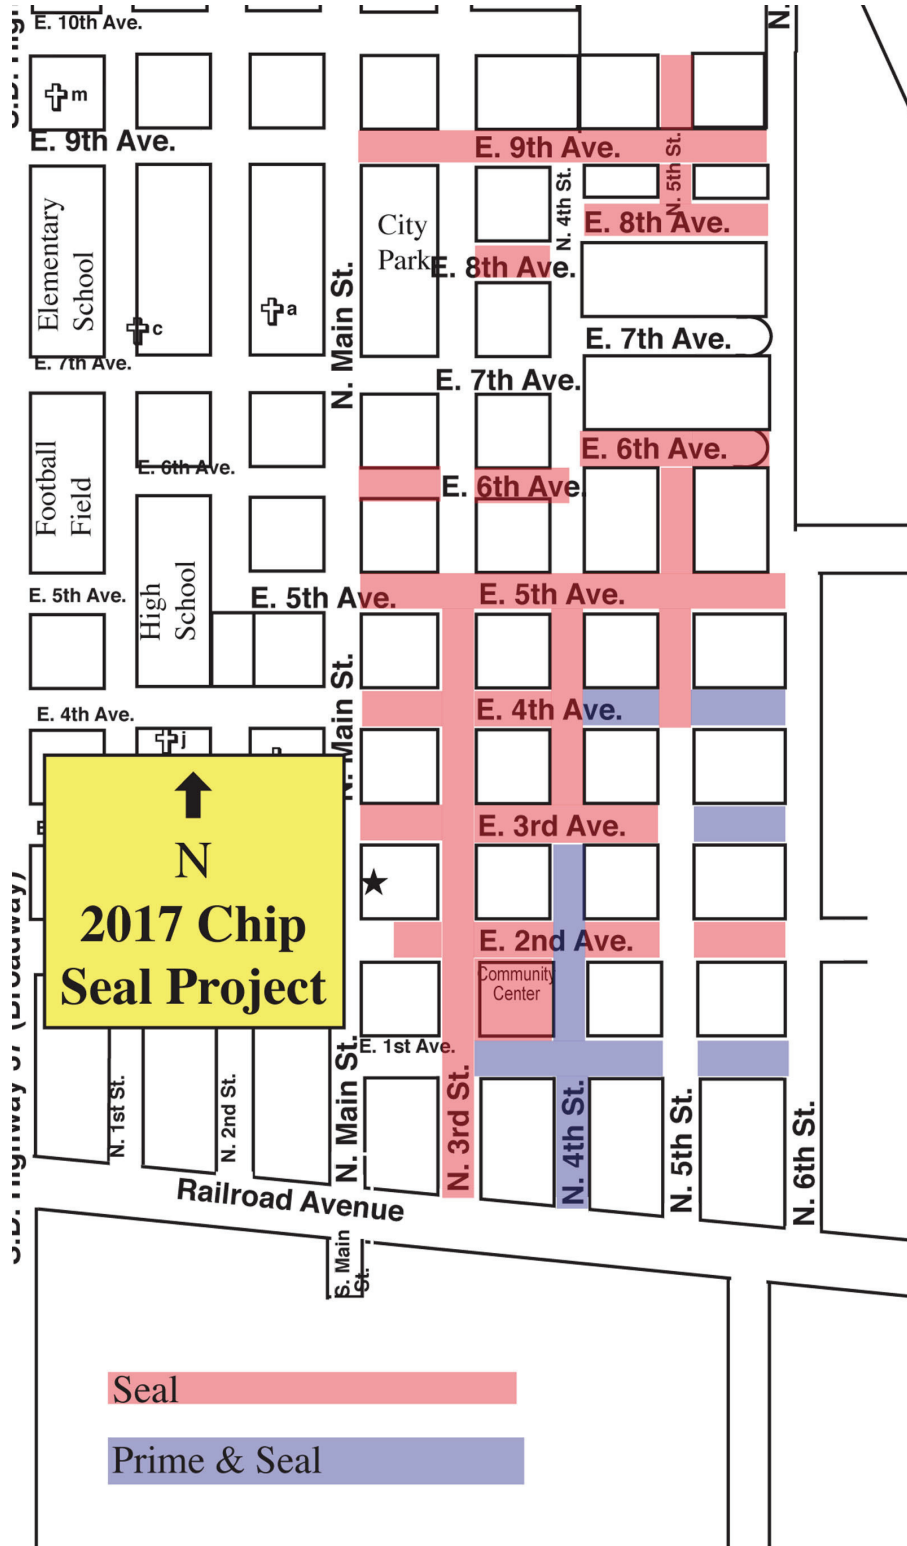 E. 10th Ave.
N.
m
E. 9th Ave.
E. 9th Ave.
N. 5th St.
N. 4th St.
Elementary
School
City
Park
E. 8th Ave.
E. 8th Ave.
N. Main St.
c
a
E. 7th Ave.
E. 7th Ave.
E. 7th Ave.
Football
Field
E. 6th Ave.
E. 6th Ave.
E. 6th Ave.
High
School
E. 5th Ave.
E. 5th Ave.
E. 5th Ave.
N. Main St.
E. 4th Ave.
E. 4th Ave.
j
E. 3rd Ave.
N
2017 Chip
Seal Project
E. 2nd Ave.
Community
Center
E. 1st Ave.
S.D. Highway 37 (Broadway)
N. 1st St.
N. 2nd St.
N. Main St.
N. 3rd St.
N. 4th St.
N. 5th St.
N. 6th St.
Railroad Avenue
S. Main
St.
Seal
Prime & Seal